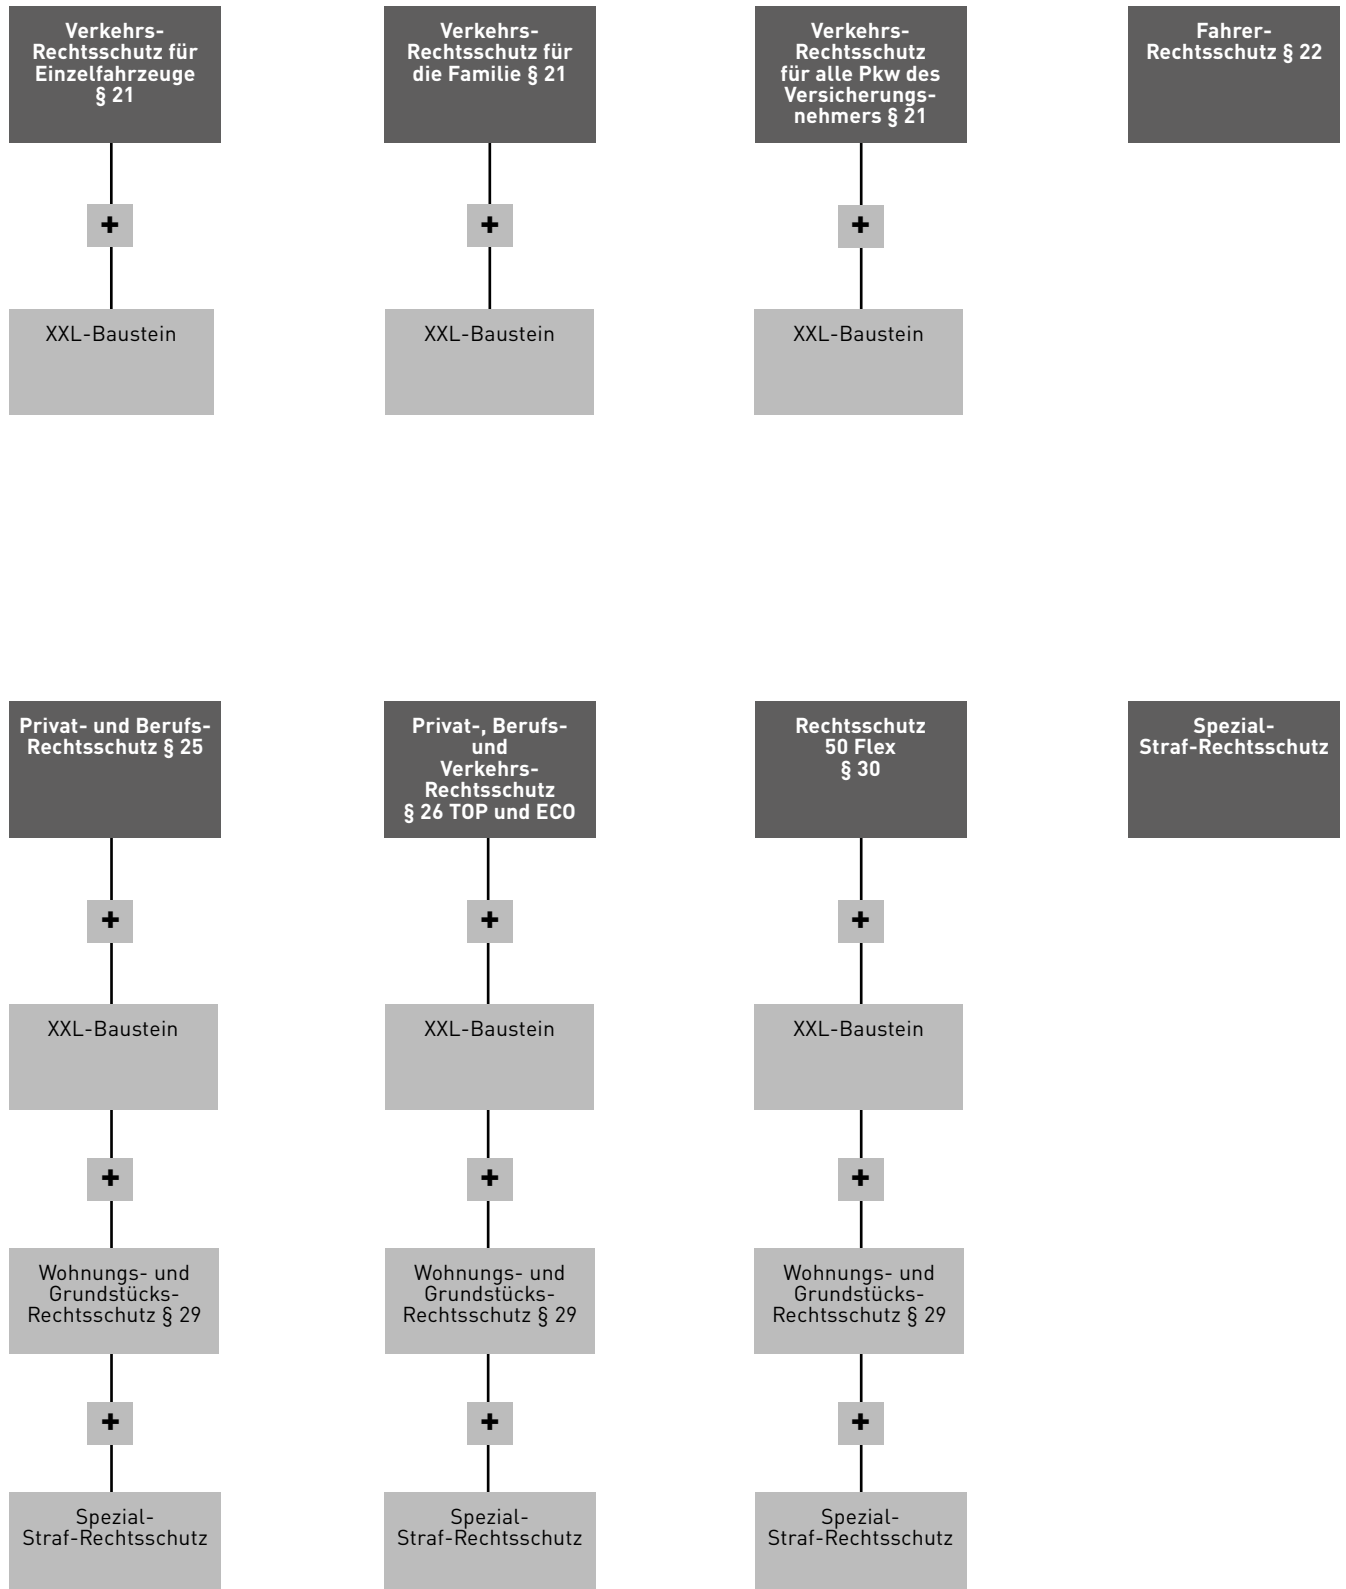 Verkehrs-
Rechtsschutz für
Einzelfahrzeuge
§ 21
Verkehrs-
Rechtsschutz für
die Familie § 21
Verkehrs-
Rechtsschutz
für alle Pkw des
Versicherungs-
nehmers § 21
Fahrer-
Rechtsschutz § 22
+
+
+
XXL-Baustein
XXL-Baustein
XXL-Baustein
Privat- und Berufs-
Rechtsschutz § 25
Privat-, Berufs-
und
Verkehrs-
Rechtsschutz
§ 26 TOP und ECO
Rechtsschutz
50 Flex
§ 30
Spezial-
Straf-Rechtsschutz
+
+
+
XXL-Baustein
XXL-Baustein
XXL-Baustein
+
+
+
Wohnungs- und
Grundstücks-
Rechtsschutz § 29
Wohnungs- und
Grundstücks-
Rechtsschutz § 29
Wohnungs- und
Grundstücks-
Rechtsschutz § 29
+
+
+
Spezial-
Straf-Rechtsschutz
Spezial-
Straf-Rechtsschutz
Spezial-
Straf-Rechtsschutz